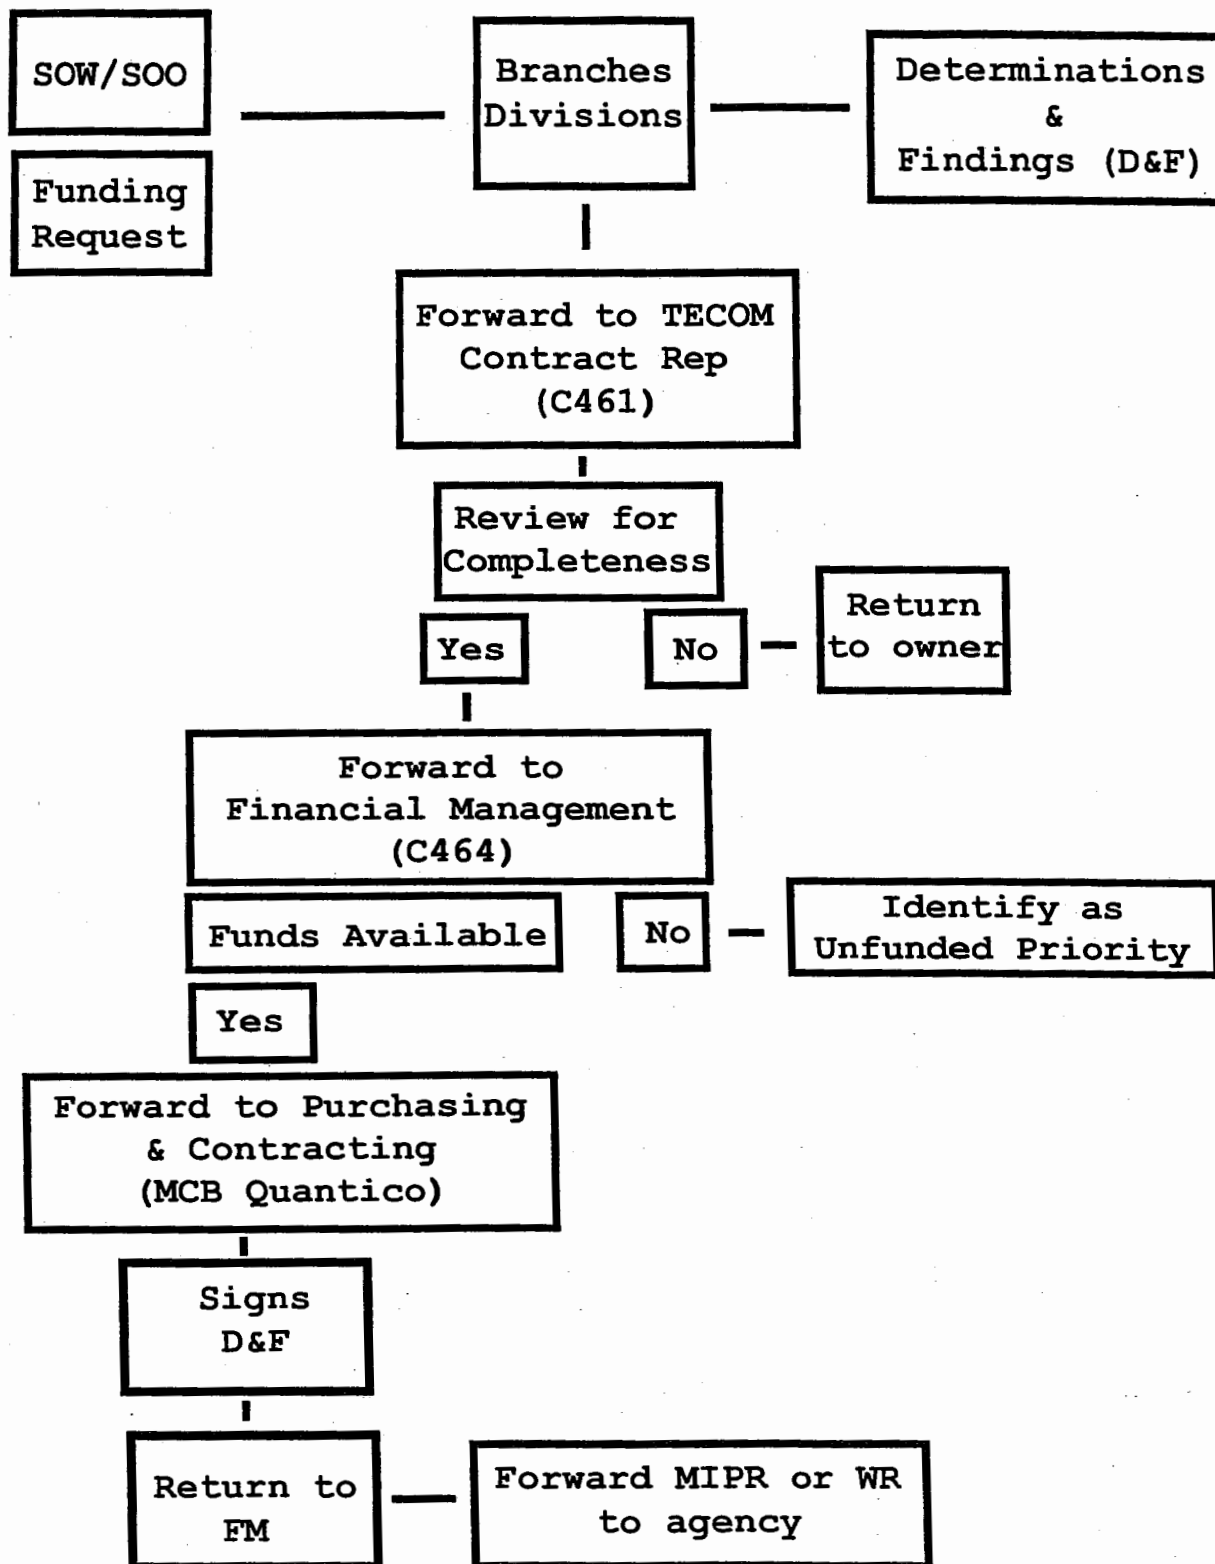 SOW/SOO
Funding
Request
Branches
Divisions
Determinations
&
Findings (D&F)
Forward to TECOM
Contract Rep
(C461)
Review for
Completeness
Yes
No
Return
to owner
Forward to
Financial Management
(C464)
Funds Available
No
Identify as
Unfunded Priority
Yes
Forward to Purchasing
& Contracting
(MCB Quantico)
Signs
D&F
Return to
FM
Forward MIPR or WR
to agency